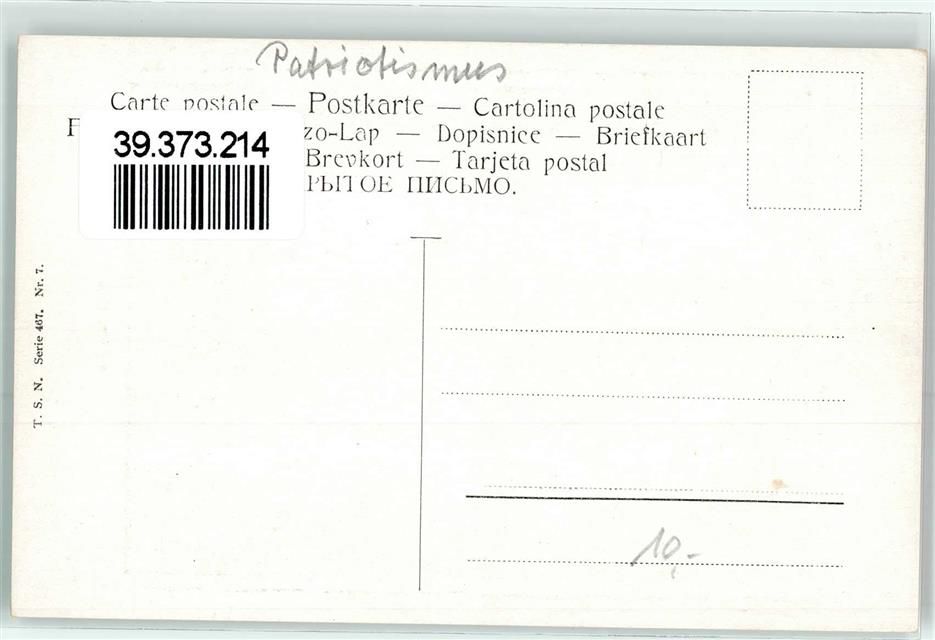 Patriotismus
Carte postale — Postkarte — Cartolina postale
zo-Lap — Dopisnice — Briefkaart
39.373.214
Brevkort — Tarjeta postal
РЫТОЕ ПИСЬМО.
T. S. N. Serie 467. Nr. 7.
10,-